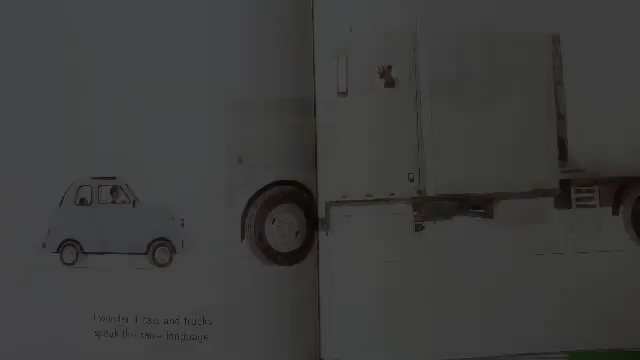 I wonder if cars and trucks
speak the same language.